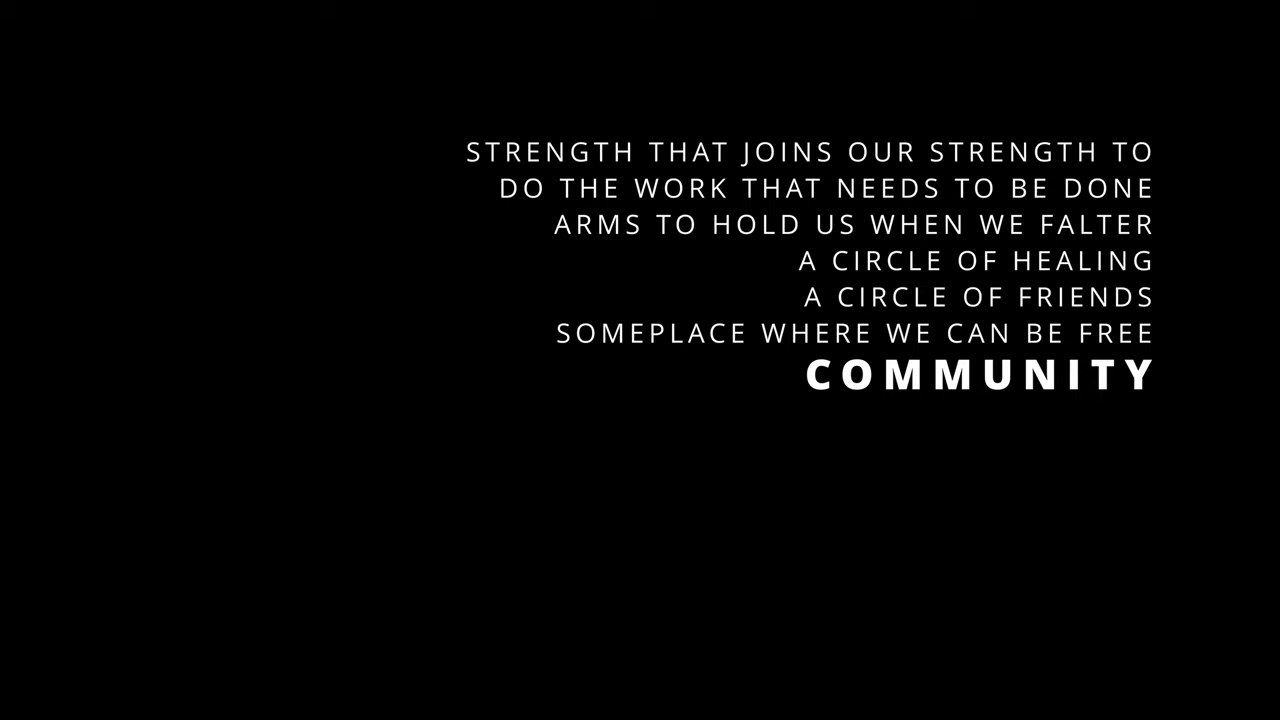 STRENGTH THAT JOINS OUR STRENGTH TO
DO THE WORK THAT NEEDS TO BE DONE
ARMS TO HOLD US WHEN WE FALTER
A CIRCLE OF HEALING
A CIRCLE OF FRIENDS
SOMEPLACE WHERE WE CAN BE FREE
COMMUNITY